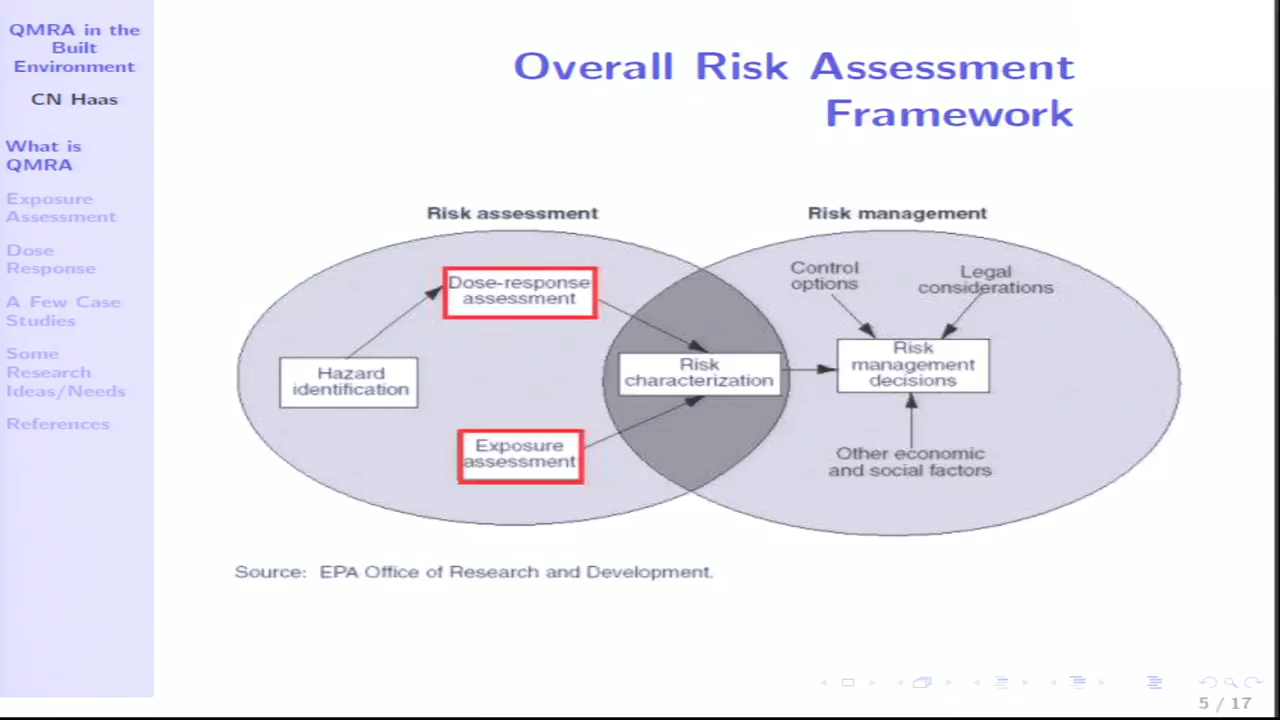 QMRA in the
Built
Environment
CN Haas
What is
QMRA
Exposure
Assessment
Dose
Response
A Few Case
Studies
Some
Research
Ideas/Needs
References
Overall Risk Assessment
Framework
Risk assessment
Risk management
Dose-response
assessment
Hazard
identification
Exposure
assessment
Risk
characterization
Control
options
Legal
considerations
Risk
management
decisions
Other economic
and social factors
Source: EPA Office of Research and Development.
5 / 17